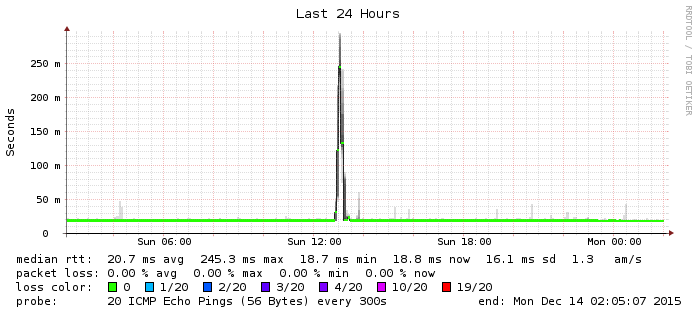 Last 24 Hours
RRDTOOL / TOBI OETIKER
Seconds
250 m
200 m
150 m
100 m
50 m
0
Sun 06:00 Sun 12:00 Sun 18:00 Mon 00:00
median rtt: 20.7 ms avg 245.3 ms max 18.7 ms min 18.8 ms now 16.1 ms sd 1.3 am/s
packet loss: 0.00 % avg 0.00 % max 0.00 % min 0.00 % now
loss color: 0 1/20 2/20 3/20 4/20 10/20 19/20
probe: 20 ICMP Echo Pings (56 Bytes) every 300s end: Mon Dec 14 02:05:07 2015